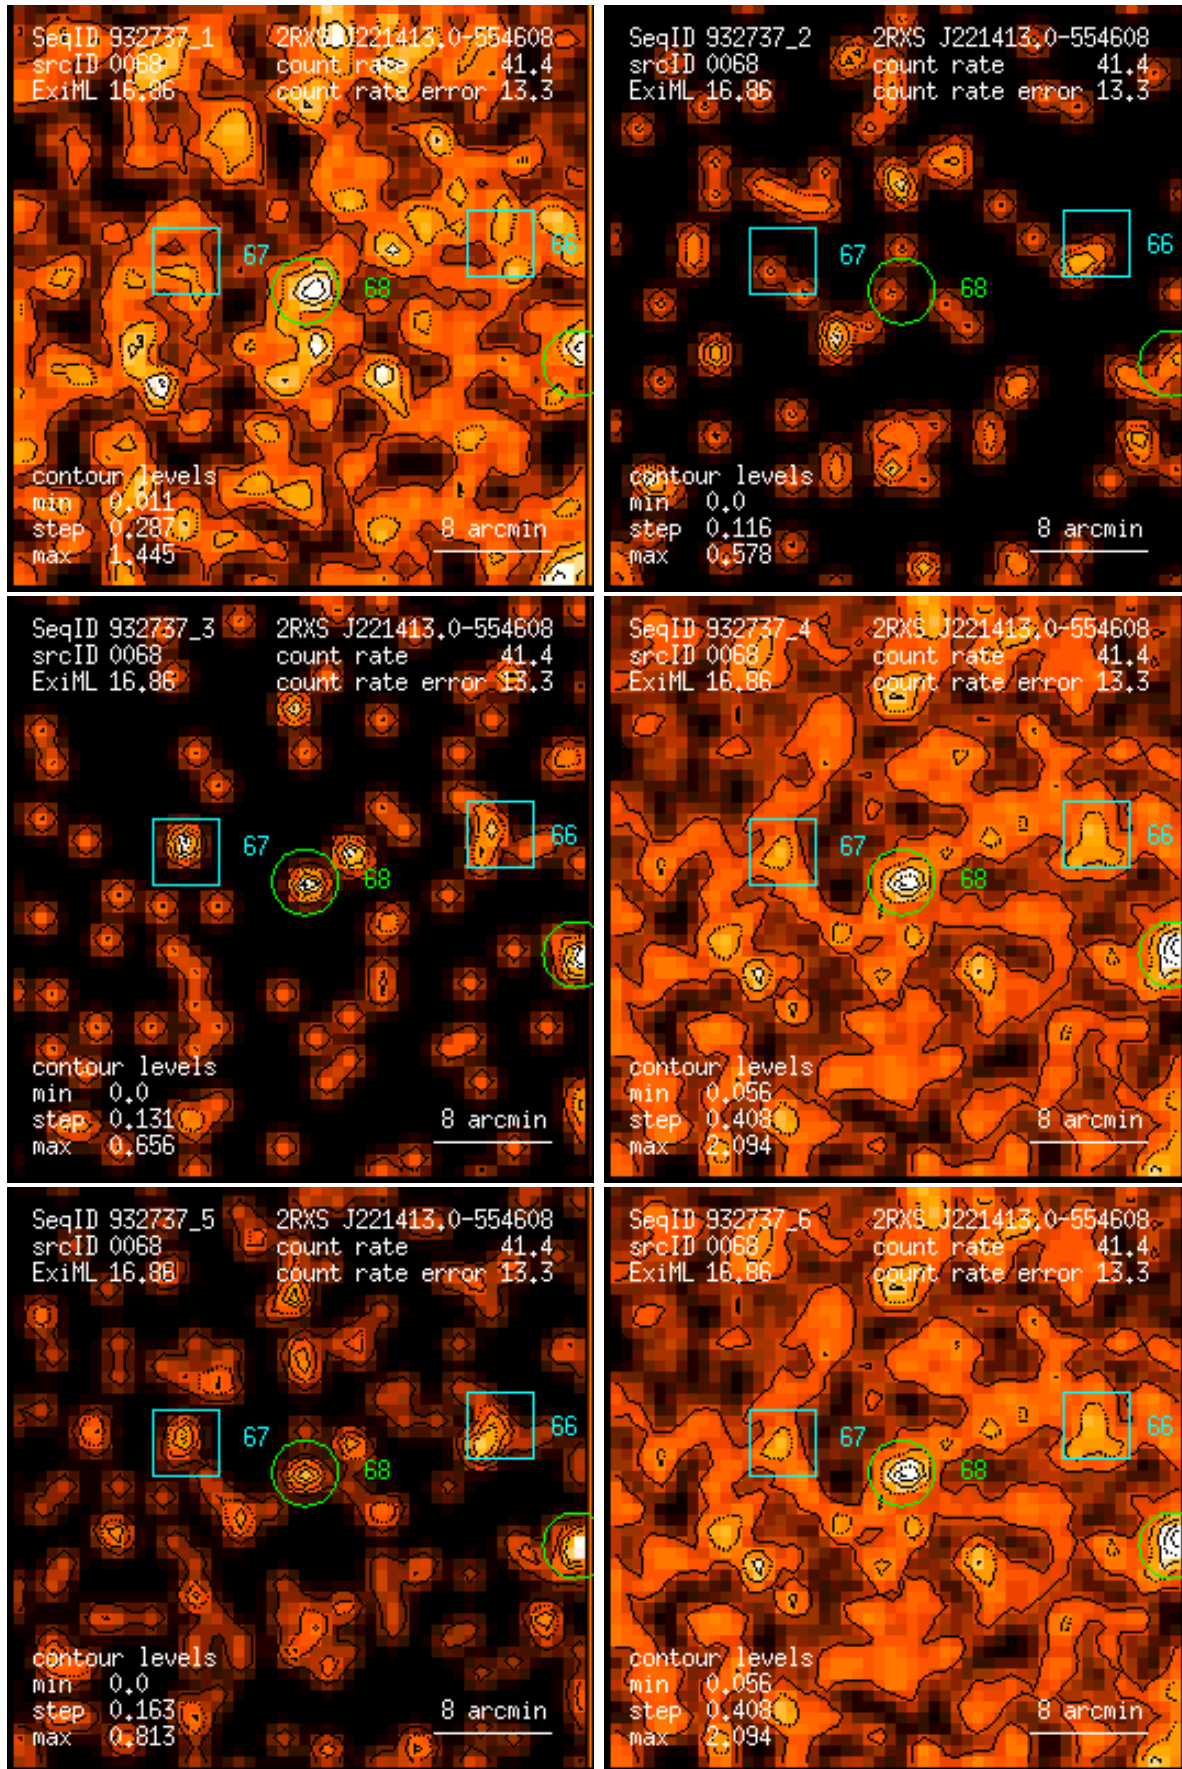 SeqID 932737_1 2RXS J221413.0-554608
srcID 0068 count rate 41.4
ExiML 16.86 count rate error 13.3
67
66
68
contour levels
min 0.011
step 0.287
max 1.445
8 arcmin
SeqID 932737_2 2RXS J221413.0-554608
srcID 0068 count rate 41.4
ExiML 16.86 count rate error 13.3
67
66
68
contour levels
min 0.0
step 0.116
max 0.578
8 arcmin
SeqID 932737_3 2RXS J221413.0-554608
srcID 0068 count rate 41.4
ExiML 16.86 count rate error 13.3
67
66
68
contour levels
min 0.0
step 0.131
max 0.656
8 arcmin
SeqID 932737_4 2RXS J221413.0-554608
srcID 0068 count rate 41.4
ExiML 16.86 count rate error 13.3
67
66
68
contour levels
min 0.056
step 0.408
max 2.094
8 arcmin
SeqID 932737_5 2RXS J221413.0-554608
srcID 0068 count rate 41.4
ExiML 16.86 count rate error 13.3
67
66
68
contour levels
min 0.0
step 0.163
max 0.813
8 arcmin
SeqID 932737_6 2RXS J221413.0-554608
srcID 0068 count rate 41.4
ExiML 16.86 count rate error 13.3
67
66
68
contour levels
min 0.056
step 0.408
max 2.094
8 arcmin